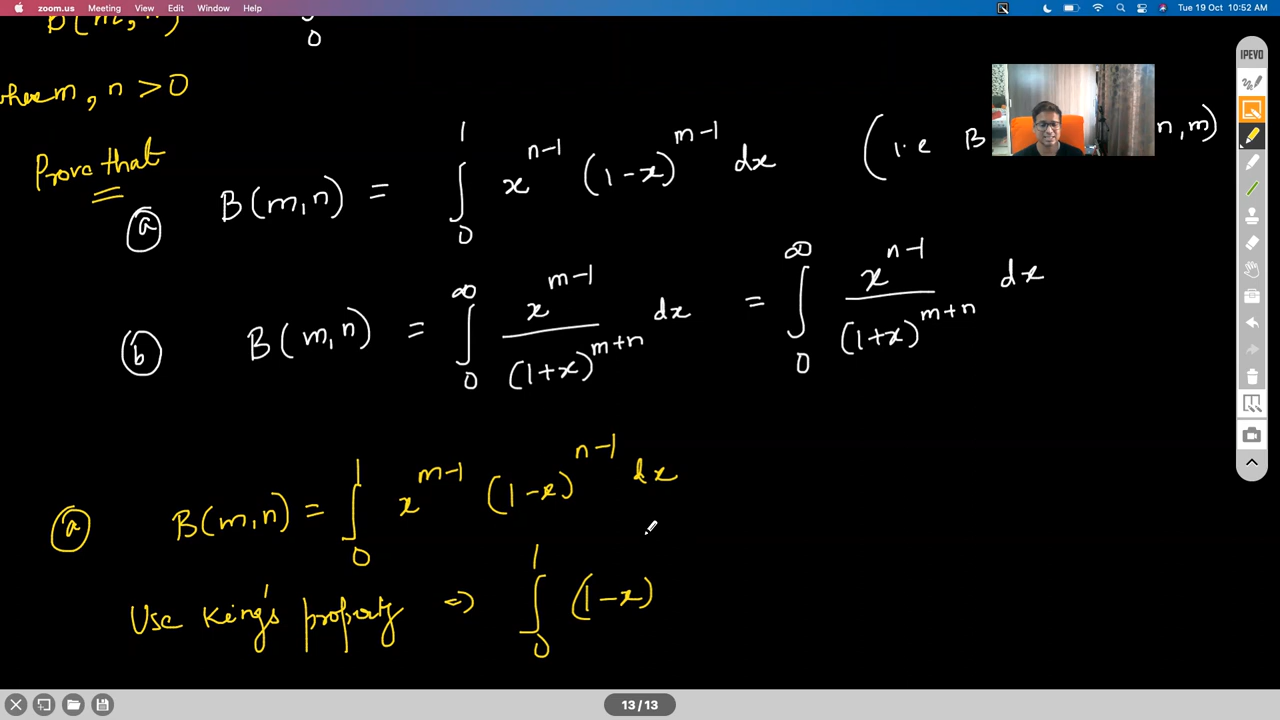 zoom.us Meeting View Edit Window Help Tue 19 Oct 10:52 AM
B(m, n)
0
IPEVO
where m, n > 0
Prove that
(a) B(m,n) = ∫₀¹ x^(n-1) (1-x)^(m-1) dx (i.e B n,m)
(b) B(m,n) = ∫₀^∞ x^(m-1)/(1+x)^(m+n) dx = ∫₀^∞ x^(n-1)/(1+x)^(m+n) dx
(a) B(m,n) = ∫₀¹ x^(m-1) (1-x)^(n-1) dx
Use King's property ⇒ ∫₀¹ (1-x)
13/13